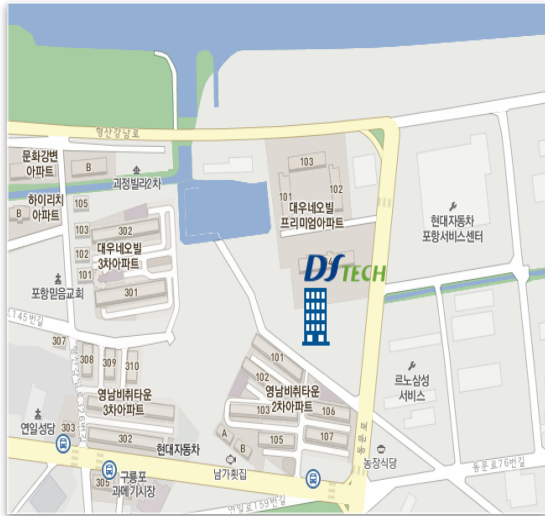 형산강남로
문화강변
아파트
B
괴정빌라2차
하이리치
아파트
B
105
103
102
101
302
대우네오빌
3차아파트
301
포항믿음교회
103
101
102
대우네오빌
프리미엄아파트
DS TECH
현대자동차
포항서비스센터
르노삼성
서비스
145번길
307
308
309
310
영남비취타운
3차아파트
연일성당
303
302
현대자동차
구룡포
과메기시장
305
101
102
영남비취타운
2차아파트
103
106
A
B
105
107
남가횟집
동문로
농장식당
동문로76번길
연일로159번길